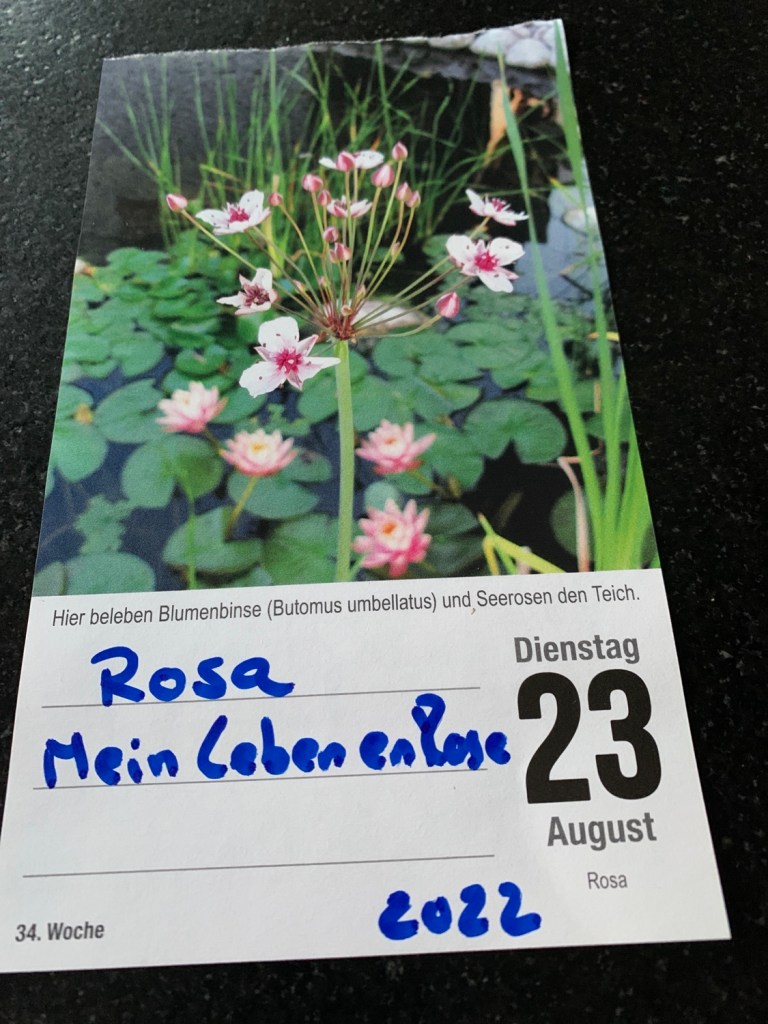 Hier beleben Blumenbinse (Butomus umbellatus) und Seerosen den Teich.
Rosa
Mein Leben en Rose
Dienstag
23
August
Rosa
34. Woche
2022